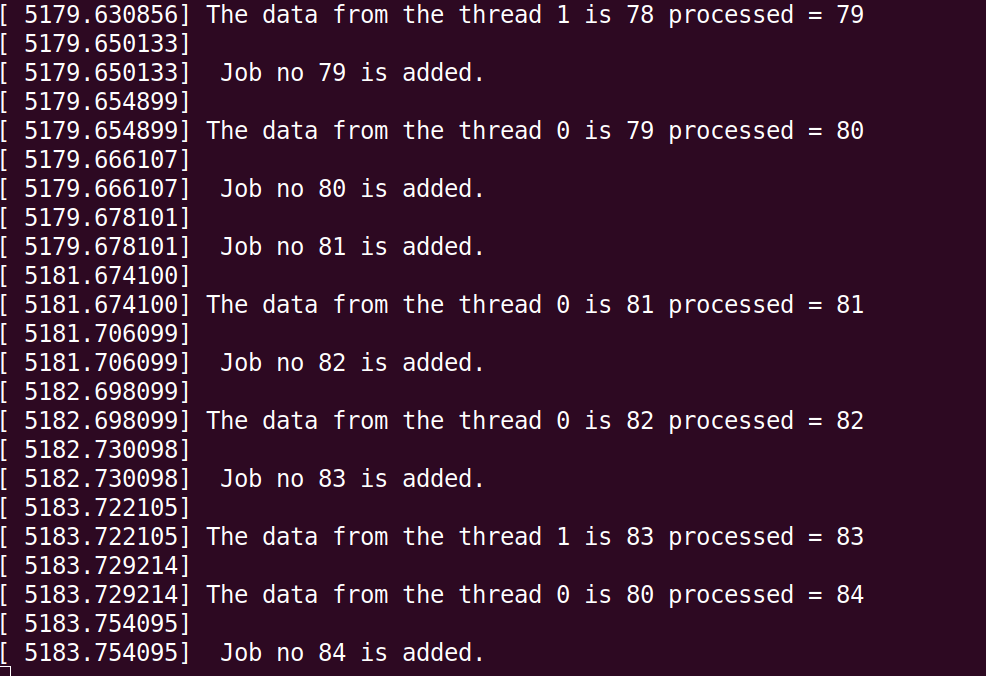 [ 5179.630856] The data from the thread 1 is 78 processed = 79
[ 5179.650133]
[ 5179.650133]  Job no 79 is added.
[ 5179.654899]
[ 5179.654899] The data from the thread 0 is 79 processed = 80
[ 5179.666107]
[ 5179.666107]  Job no 80 is added.
[ 5179.678101]
[ 5179.678101]  Job no 81 is added.
[ 5181.674100]
[ 5181.674100] The data from the thread 0 is 81 processed = 81
[ 5181.706099]
[ 5181.706099]  Job no 82 is added.
[ 5182.698099]
[ 5182.698099] The data from the thread 0 is 82 processed = 82
[ 5182.730098]
[ 5182.730098]  Job no 83 is added.
[ 5183.722105]
[ 5183.722105] The data from the thread 1 is 83 processed = 83
[ 5183.729214]
[ 5183.729214] The data from the thread 0 is 80 processed = 84
[ 5183.754095]
[ 5183.754095]  Job no 84 is added.